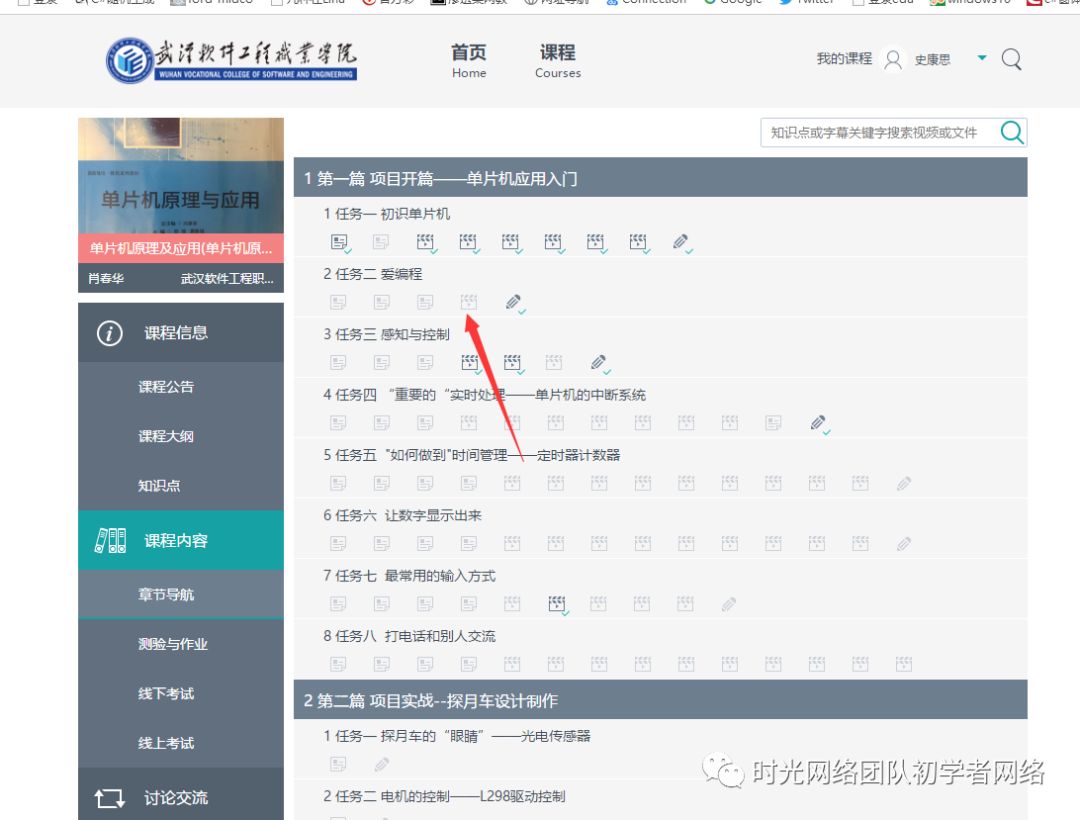 登录
Connection
Google
Twitter
武汉软件工程职业学院
WUHAN VOCATIONAL COLLEGE OF SOFTWARE AND ENGINEERING
首页
Home
课程
Courses
我的课程
史康思
知识点或字幕关键字搜索视频或文件
单片机原理与应用
单片机原理及应用(单片机原...
肖春华
武汉软件工程职...
课程信息
课程公告
课程大纲
知识点
课程内容
章节导航
测验与作业
线下考试
线上考试
讨论交流
1 第一篇 项目开篇——单片机应用入门
1 任务一 初识单片机
2 任务二 爱编程
3 任务三 感知与控制
4 任务四 “重要的“实时处理——单片机的中断系统
5 任务五 "如何做到"时间管理——定时器计数器
6 任务六 让数字显示出来
7 任务七 最常用的输入方式
8 任务八 打电话和别人交流
2 第二篇 项目实战--探月车设计制作
1 任务一 探月车的“眼睛”——光电传感器
2 任务二 电机的控制——L298驱动控制
时光网络团队初学者网络